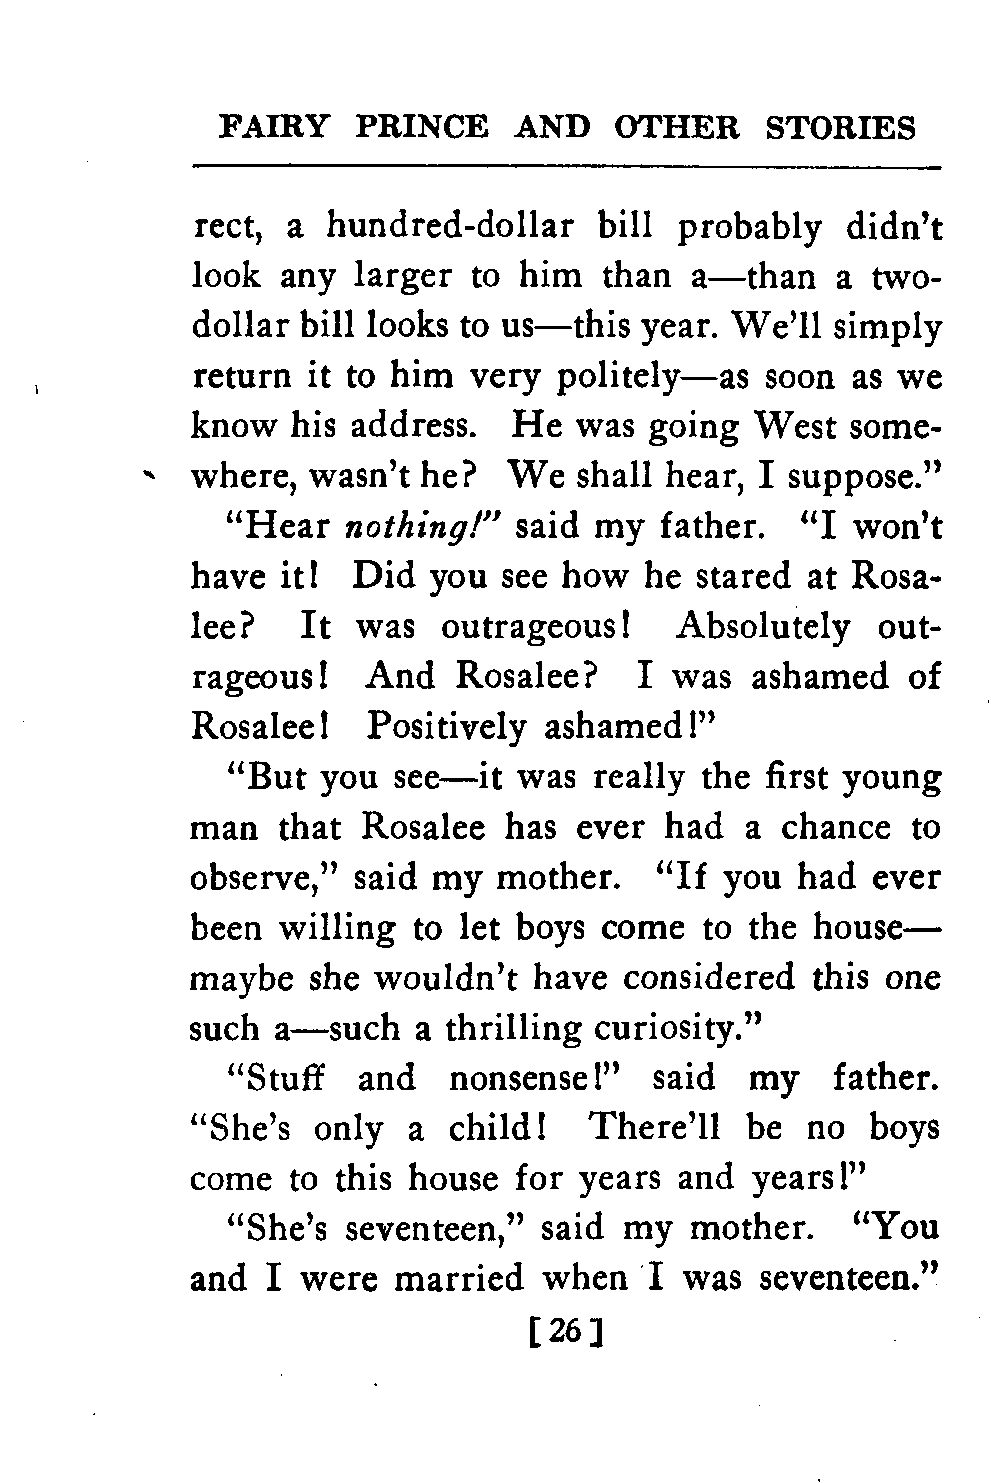 FAIRY PRINCE AND OTHER STORIES
rect, a hundred-dollar bill probably didn't
look any larger to him than a—than a two-
dollar bill looks to us—this year. We'll simply
return it to him very politely—as soon as we
know his address. He was going West some-
where, wasn't he? We shall hear, I suppose."
"Hear nothing!" said my father. "I won't
have it! Did you see how he stared at Rosa-
lee? It was outrageous! Absolutely out-
rageous! And Rosalee? I was ashamed of
Rosalee! Positively ashamed!"
"But you see—it was really the first young
man that Rosalee has ever had a chance to
observe," said my mother. "If you had ever
been willing to let boys come to the house—
maybe she wouldn't have considered this one
such a—such a thrilling curiosity."
"Stuff and nonsense!" said my father.
"She's only a child! There'll be no boys
come to this house for years and years!"
"She's seventeen," said my mother. "You
and I were married when I was seventeen."
[26]